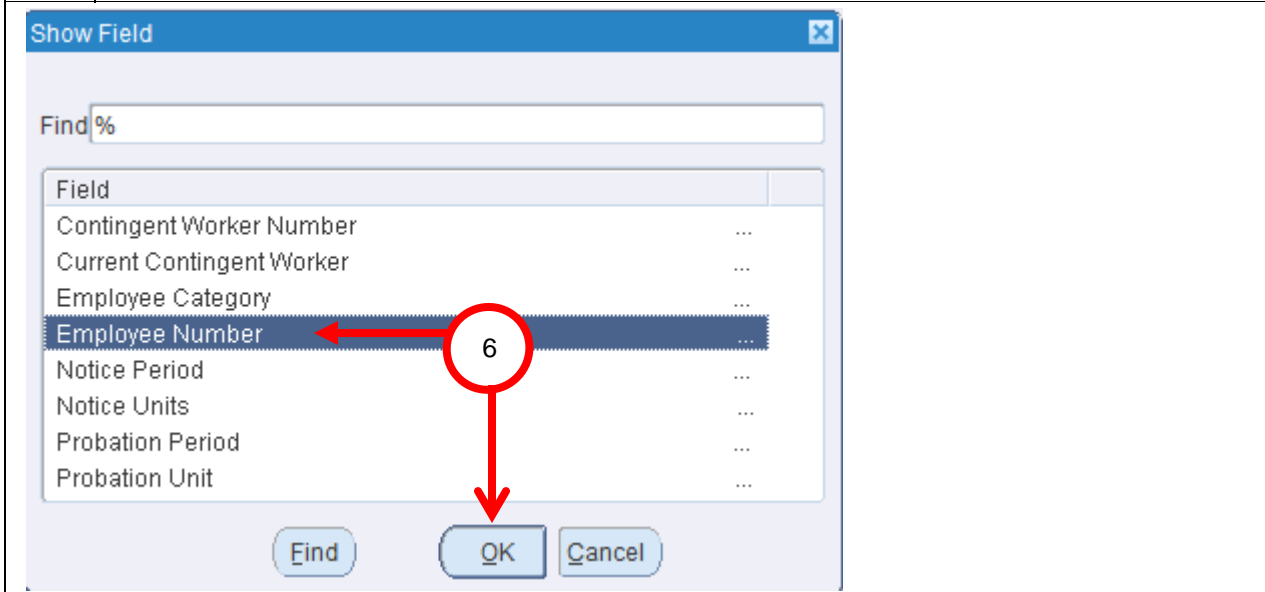 Show Field
Find %
Field
Contingent Worker Number ...
Current Contingent Worker ...
Employee Category ...
Employee Number ...
6
Notice Period ...
Notice Units ...
Probation Period ...
Probation Unit ...
Find OK Cancel